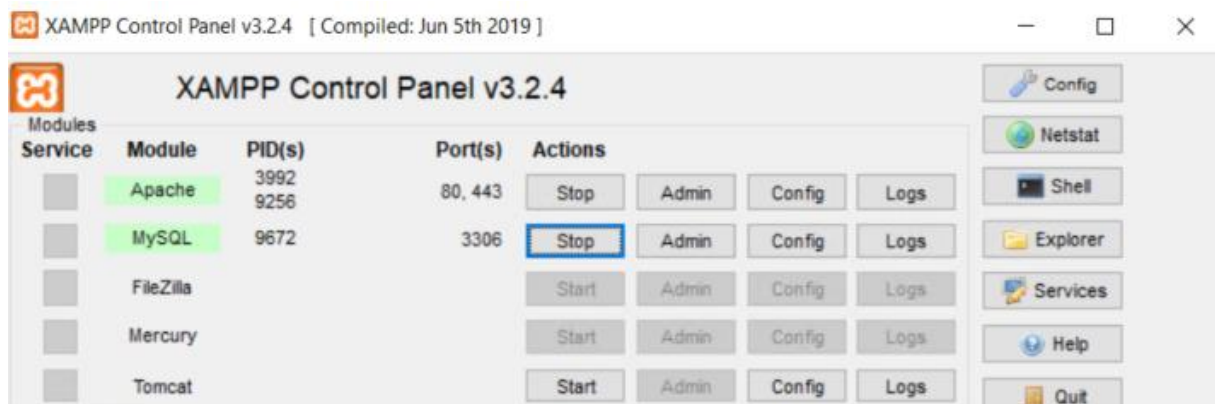 XAMPP Control Panel v3.2.4 [ Compiled: Jun 5th 2019 ]
XAMPP Control Panel v3.2.4
Config
Modules
Netstat
Service Module PID(s) Port(s) Actions
Apache 3992 9256 80, 443 Stop Admin Config Logs
Shell
MySQL 9672 3306 Stop Admin Config Logs
Explorer
FileZilla Start Admin Config Logs
Services
Mercury Start Admin Config Logs
Help
Tomcat Start Admin Config Logs
Quit